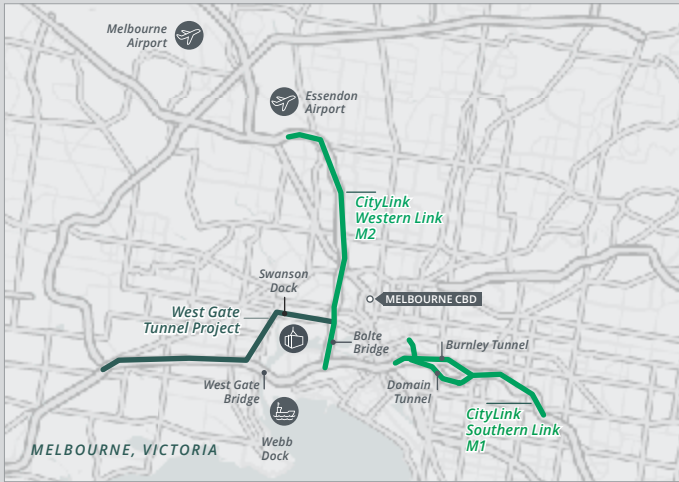 Melbourne
Airport
Essendon
Airport
CityLink
Western Link
M2
Swanson
Dock
MELBOURNE CBD
West Gate
Tunnel Project
Bolte
Bridge
Burnley Tunnel
West Gate
Bridge
Domain
Tunnel
CityLink
Southern Link
M1
Webb
Dock
MELBOURNE, VICTORIA